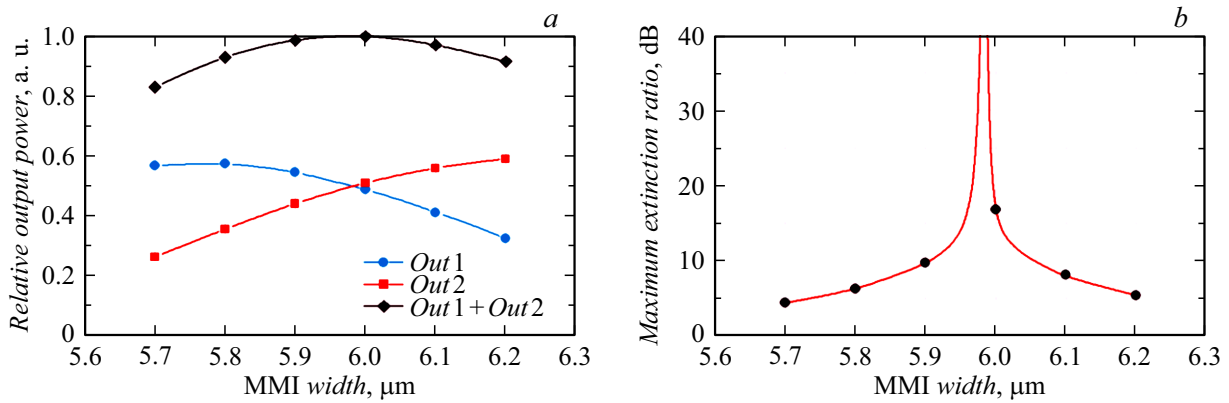 a
Relative output power, a. u.
1.0
0.8
0.6
0.4
0.2
0
5.6 5.7 5.8 5.9 6.0 6.1 6.2 6.3
MMI width, μm
Out 1
Out 2
Out 1 + Out 2
b
Maximum extinction ratio, dB
40
30
20
10
0
5.6 5.7 5.8 5.9 6.0 6.1 6.2 6.3
MMI width, μm